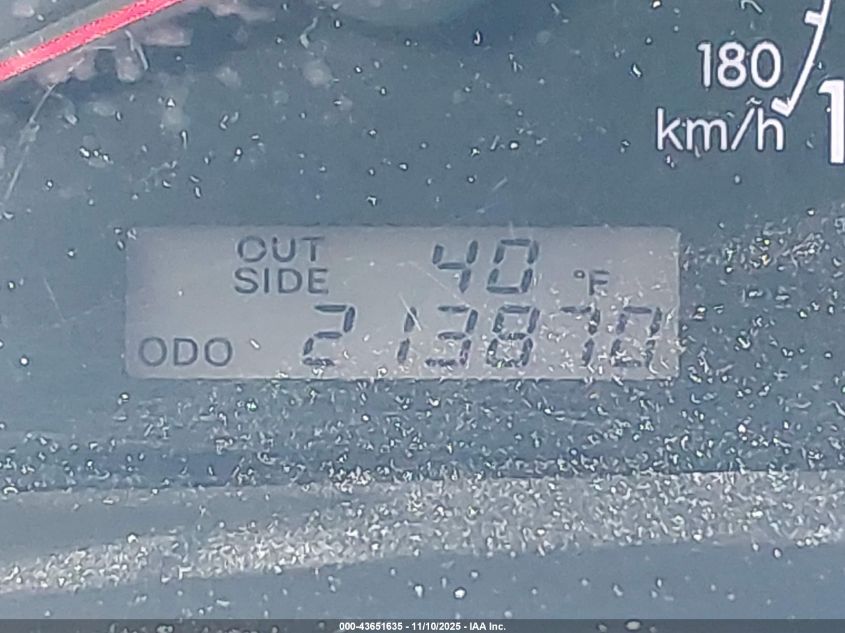 180
km/h
OUT SIDE 40 °F
ODO 213870
000-43651635 - 11/10/2025 - IAA Inc.